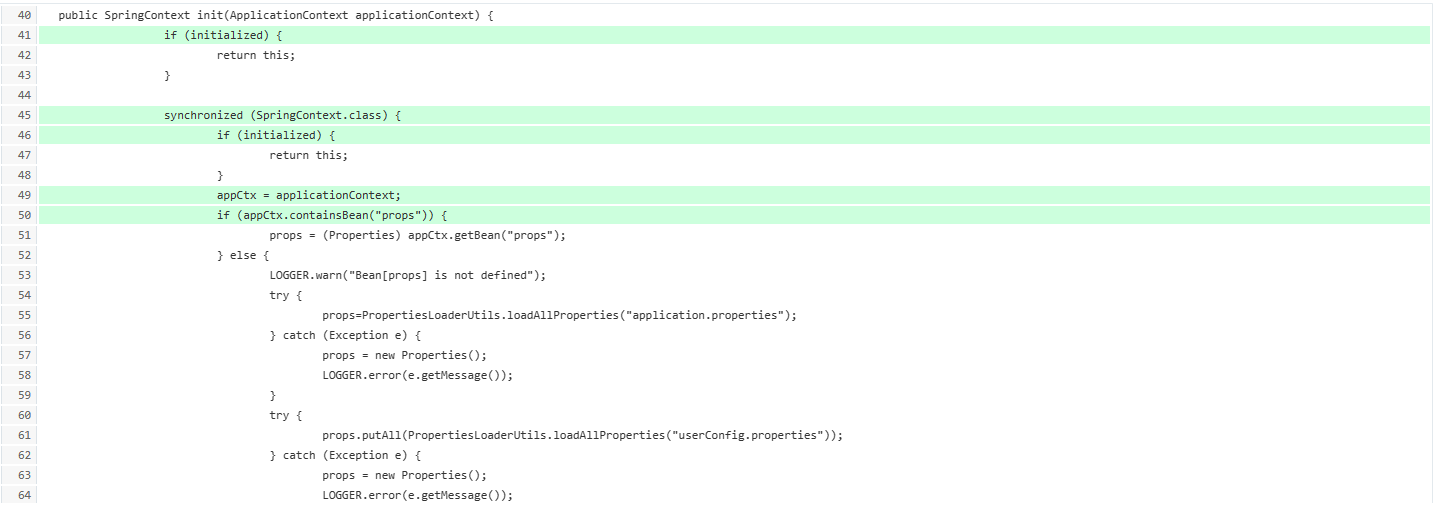 40 public SpringContext init(ApplicationContext applicationContext) {
41 if (initialized) {
42 return this;
43 }
44
45 synchronized (SpringContext.class) {
46 if (initialized) {
47 return this;
48 }
49 appCtx = applicationContext;
50 if (appCtx.containsBean("props")) {
51 props = (Properties) appCtx.getBean("props");
52 } else {
53 LOGGER.warn("Bean[props] is not defined");
54 try {
55 props=PropertiesLoaderUtils.loadAllProperties("application.properties");
56 } catch (Exception e) {
57 props = new Properties();
58 LOGGER.error(e.getMessage());
59 }
60 try {
61 props.putAll(PropertiesLoaderUtils.loadAllProperties("userConfig.properties"));
62 } catch (Exception e) {
63 props = new Properties();
64 LOGGER.error(e.getMessage());